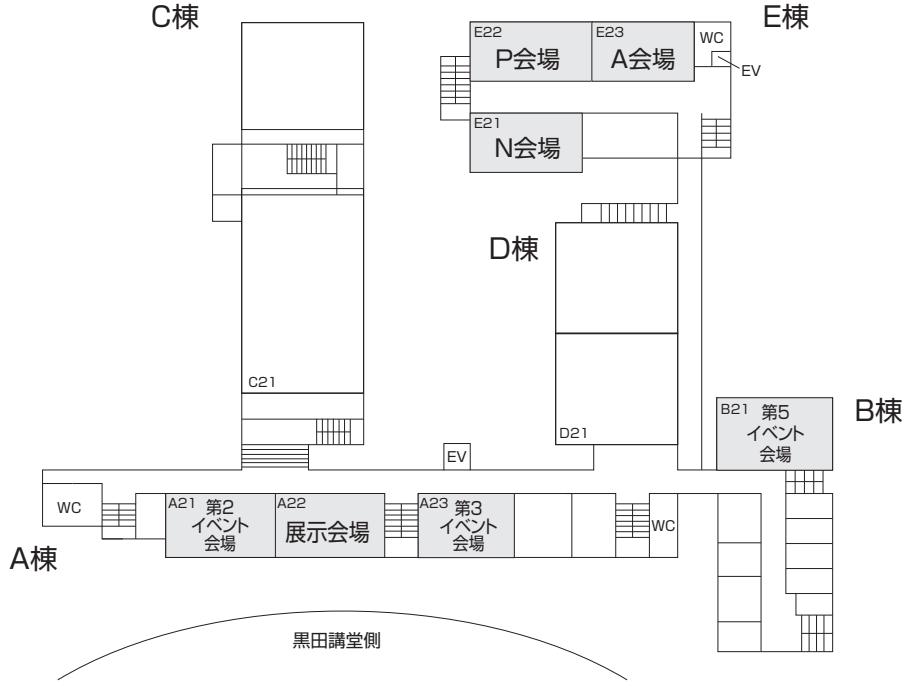 C棟
E棟
E22
P会場
E23
A会場
WC
EV
E21
N会場
D棟
C21
D21
B21 第5
イベント
会場
B棟
EV
WC
A21 第2
イベント
会場
A22
展示会場
A23 第3
イベント
会場
WC
A棟
黒田講堂側